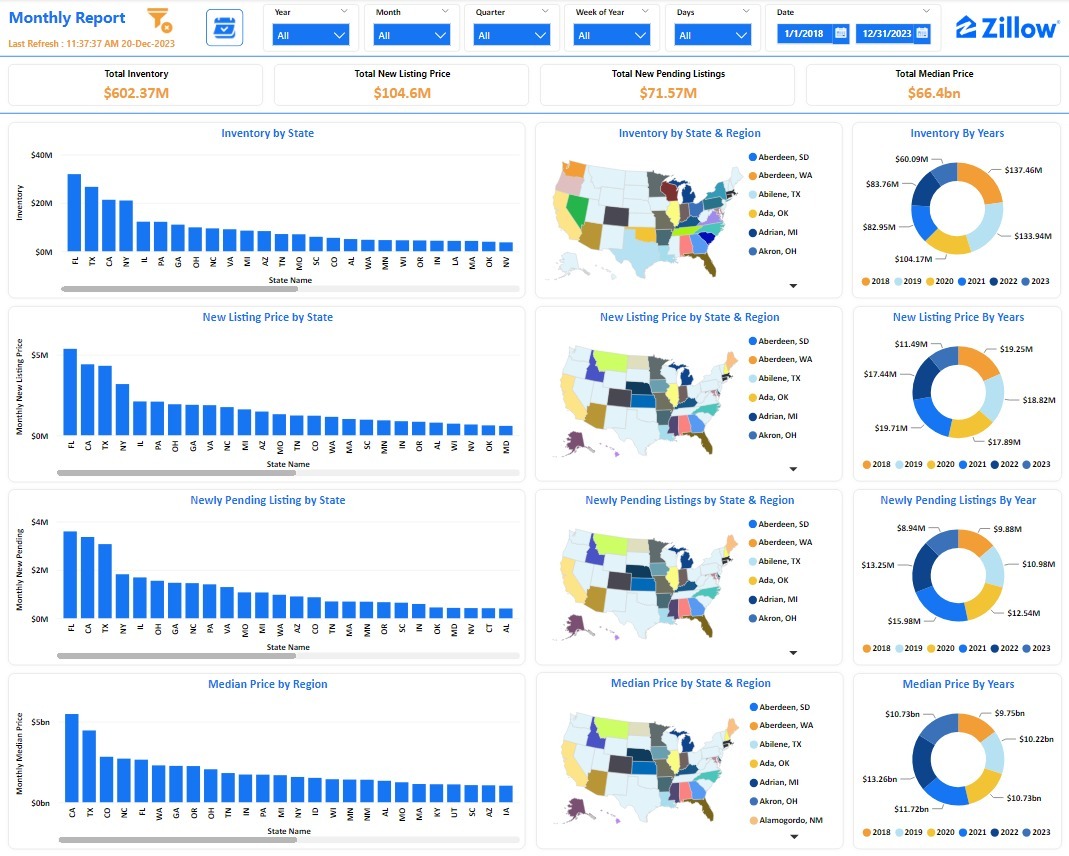 Monthly Report
Last Refresh : 11:37:37 AM 20-Dec-2023
Year
All
Month
All
Quarter
All
Week of Year
All
Days
All
Date
1/1/2018
12/31/2023
Zillow
Total Inventory
$602.37M
Total New Listing Price
$104.6M
Total New Pending Listings
$71.57M
Total Median Price
$66.4bn
Inventory by State
$40M
$20M
$0M
Inventory
FL TX CA NY IL PA GA OH NC VA MI AZ TN MO SC CO AL WA MN WI OR IN LA MA OK NV
State Name
Inventory by State & Region
Aberdeen, SD
Aberdeen, WA
Abilene, TX
Ada, OK
Adrian, MI
Akron, OH
Inventory By Years
$60.09M
$137.46M
$83.76M
$133.94M
$82.95M
$104.17M
2018 2019 2020 2021 2022 2023
New Listing Price by State
$5M
$0M
Monthly New Listing Price
FL CA TX NY IL PA OH GA VA NC MI AZ MO TN CO WA MA SC MN IN OR AL WI NV OK MD
State Name
New Listing Price by State & Region
Aberdeen, SD
Aberdeen, WA
Abilene, TX
Ada, OK
Adrian, MI
Akron, OH
New Listing Price By Years
$11.49M
$19.25M
$17.44M
$18.82M
$19.71M
$17.89M
2018 2019 2020 2021 2022 2023
Newly Pending Listing by State
$4M
$2M
$0M
Monthly New Pending
FL CA TX NY IL OH GA NC PA VA MO MI WA AZ CO TN MA MN OR SC IN OK MD NV CT AL
State Name
Newly Pending Listings by State & Region
Aberdeen, SD
Aberdeen, WA
Abilene, TX
Ada, OK
Adrian, MI
Akron, OH
Newly Pending Listings By Year
$8.94M
$9.88M
$13.25M
$10.98M
$15.98M
$12.54M
2018 2019 2020 2021 2022 2023
Median Price by Region
$5bn
$0bn
Monthly Median Price
CA TX CO NC FL WA GA OR OH TN IN PA MI NY ID WI MN NM AL MO MA KY UT SC AZ IA
State Name
Median Price by State & Region
Aberdeen, SD
Aberdeen, WA
Abilene, TX
Ada, OK
Adrian, MI
Akron, OH
Alamogordo, NM
Median Price By Years
$10.73bn
$9.75bn
$10.22bn
$13.26bn
$10.73bn
$11.72bn
2018 2019 2020 2021 2022 2023